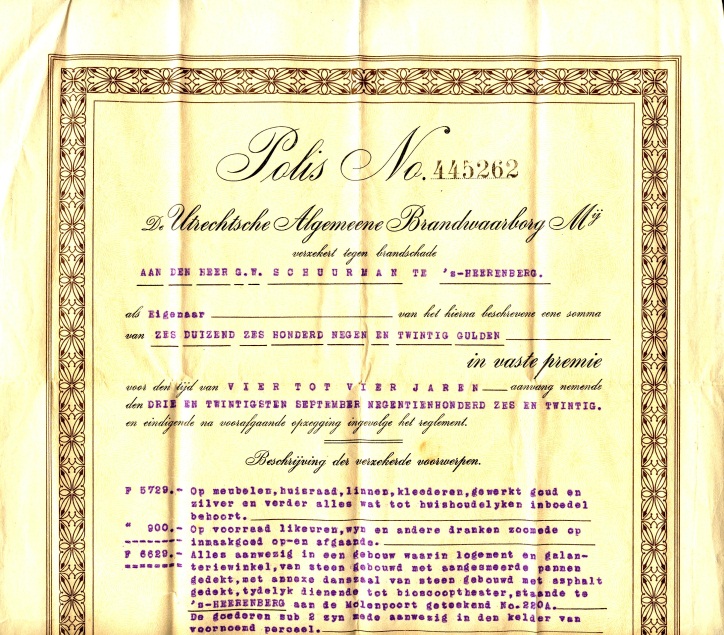 Polis No. 445262
De Utrechtsche Algemeene Brandwaarborg Mij
verzekert tegen brandschade
AAN DEN HEER G.W. SCHUURMAN TE 's-HEERENBERG.
als Eigenaar van het hierna beschrevene eene somma
van ZES DUIZEND ZES HONDERD NEGEN EN TWINTIG GULDEN
in vaste premie
voor den tijd van VIER TOT VIER JAREN aanvang nemende
den DRIE EN TWINTIGSTEN SEPTEMBER NEGENTIENHONDERD ZES EN TWINTIG.
en eindigende na voorafgaande opzegging ingevolge het reglement.
Beschrijving der verzekerde voorwerpen.
F 5729.- Op meubelen,huisraad,linnen,kleederen,gewerkt goud en
zilver en verder alles wat tot huishoudelyken inboedel
behoort.
" 900.- Op voorraad likeuren,wyn en andere dranken zoomede op
inmaakgoed op-en afgaande.
F 6629.- Alles aanwezig in een gebouw waarin logement en galan-
teriewinkel,van steen gebouwd met aangesmeerde pannen
gedekt,met annexe danszaal van steen gebouwd met asphalt
gedekt,tydelyk dienende tot bioscooptheater,staande te
's-HEERENBERG aan de Molenpoort geteekend No.220A.
De goederen sub 2 zyn mede aanwezig in den kelder van
voornoemd perceel.